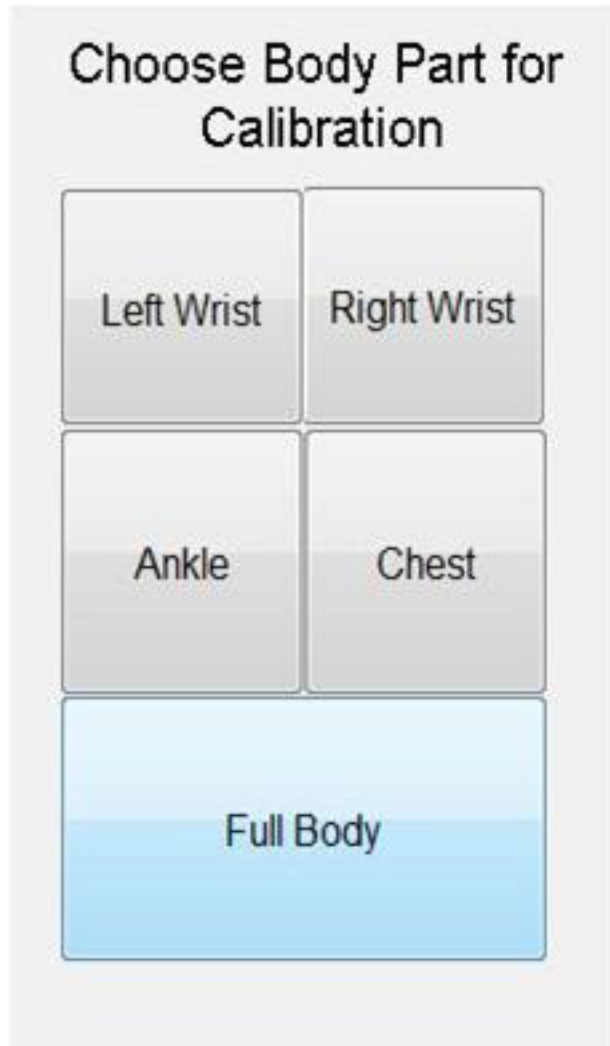 Choose Body Part for
Calibration
Left Wrist
Right Wrist
Ankle
Chest
Full Body